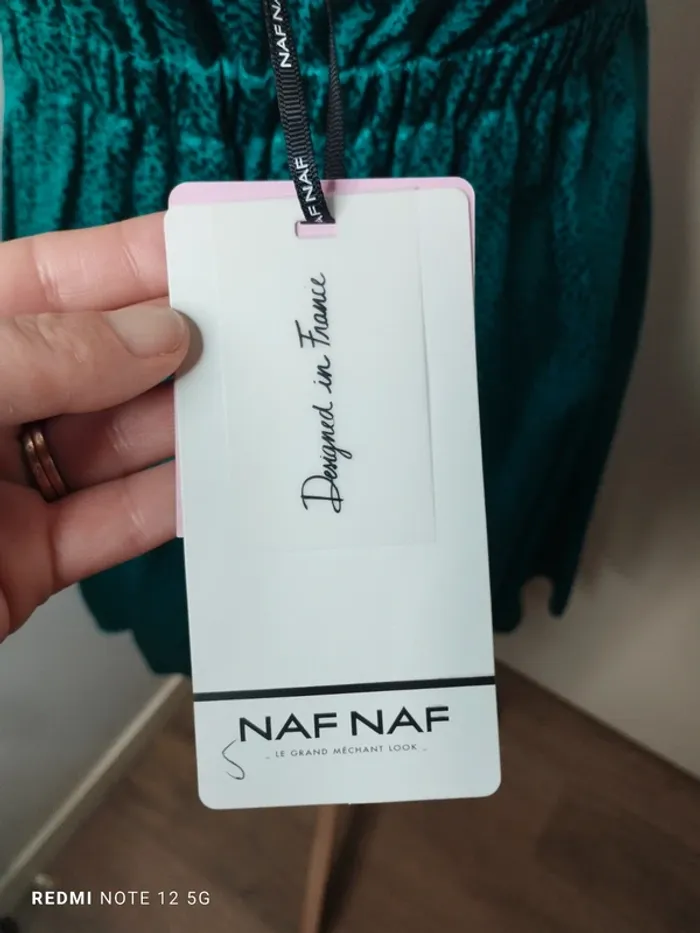 NAF NAF
NAF NAF
Designed in France
NAF NAF
_ LE GRAND MÉCHANT LOOK _
S
REDMI NOTE 12 5G